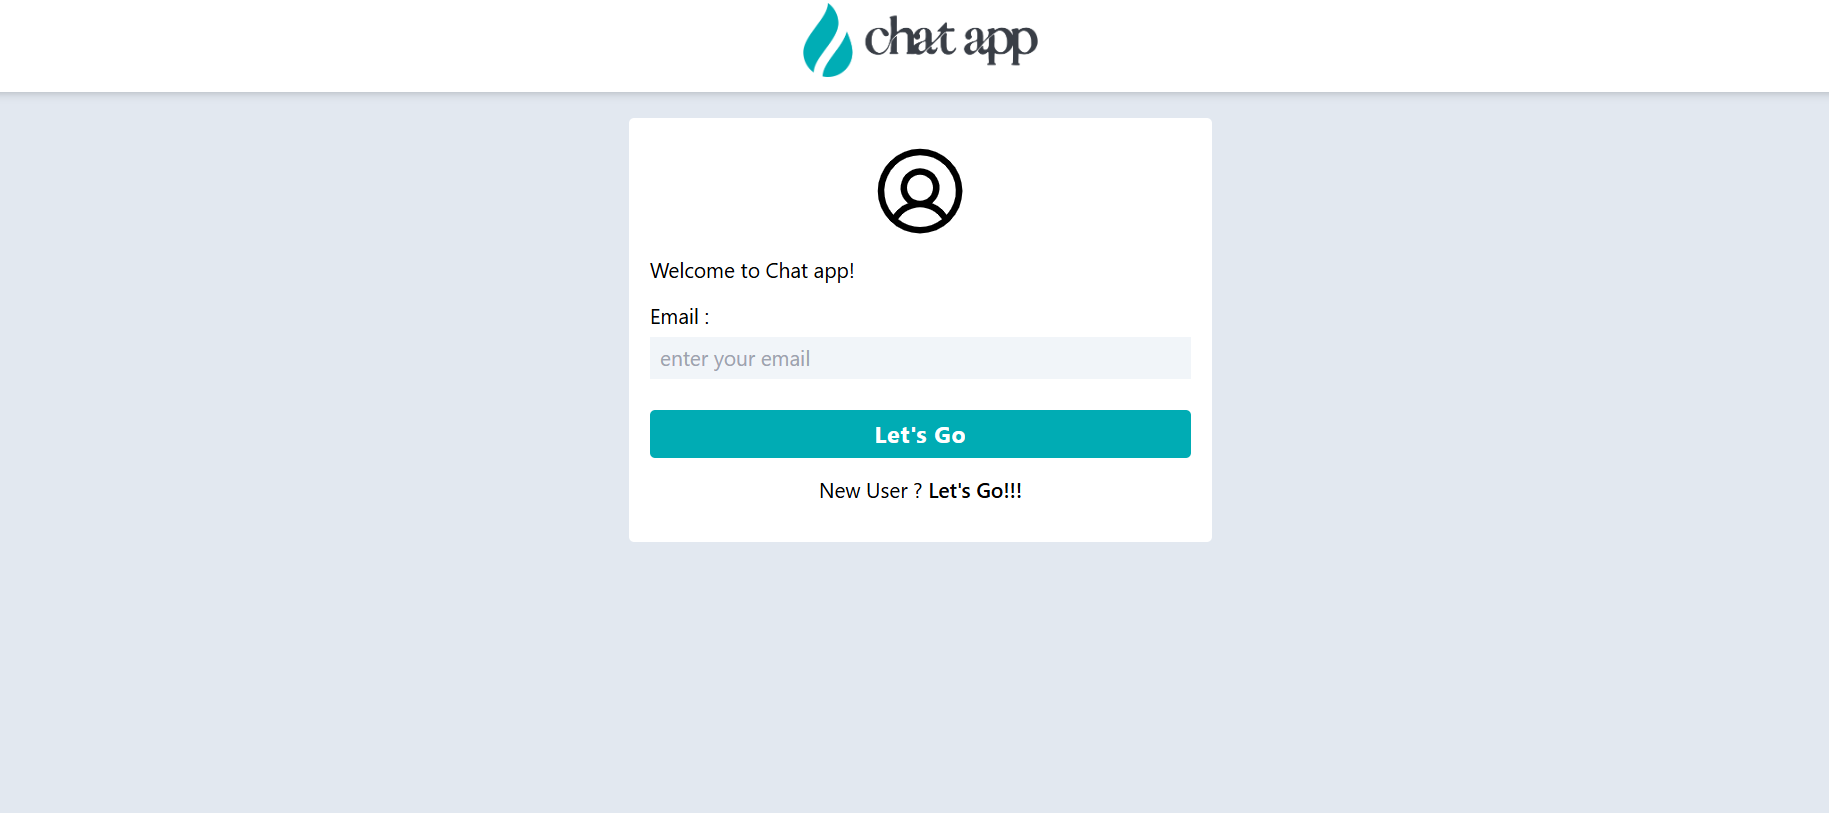 chat app
Welcome to Chat app!
Email :
enter your email
Let's Go
New User ? Let's Go!!!